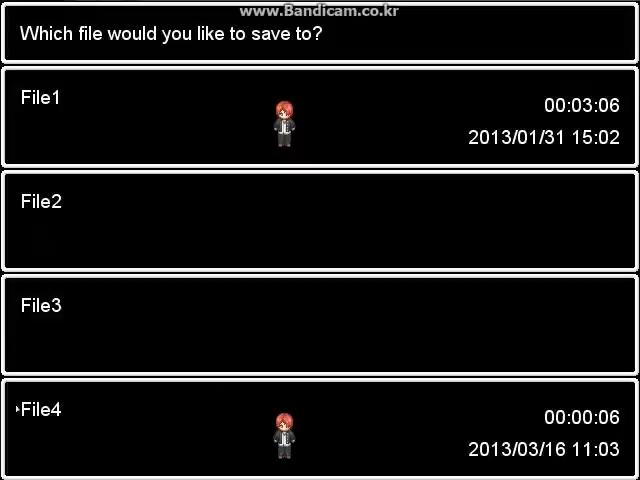 www.Bandicam.co.kr
Which file would you like to save to?
File1
00:03:06
2013/01/31 15:02
File2
File3
File4
00:00:06
2013/03/16 11:03